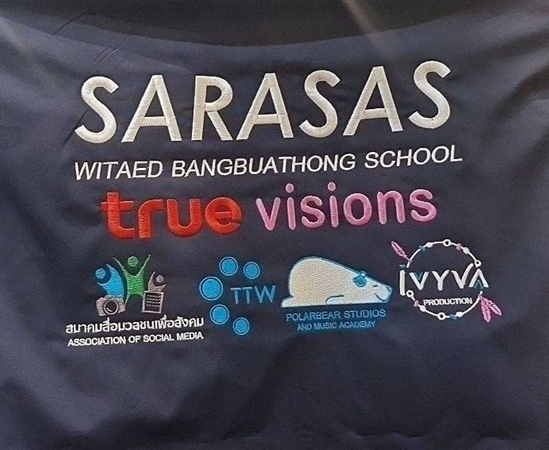 SARASAS
WITAED BANGBUATHONG SCHOOL
true visions
TTW
IVYVA
PRODUCTION
POLARBEAR STUDIOS
AND MUSIC ACADEMY
สมาคมสื่อมวลชนเพื่อสังคม
ASSOCIATION OF SOCIAL MEDIA